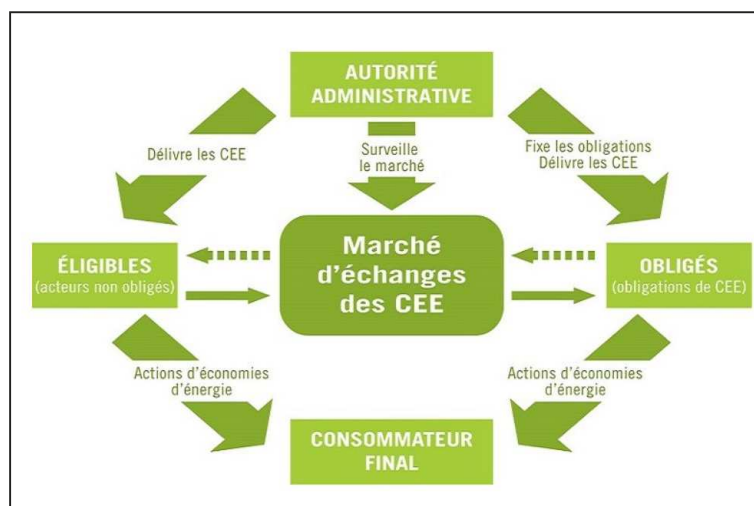 AUTORITÉ
ADMINISTRATIVE
Délivre les CEE
Surveille
le marché
Fixe les obligations
Délivre les CEE
ÉLIGIBLES
(acteurs non obligés)
Marché
d'échanges
des CEE
OBLIGÉS
(obligations de CEE)
Actions d'économies
d'énergie
Actions d'économies
d'énergie
CONSOMMATEUR
FINAL